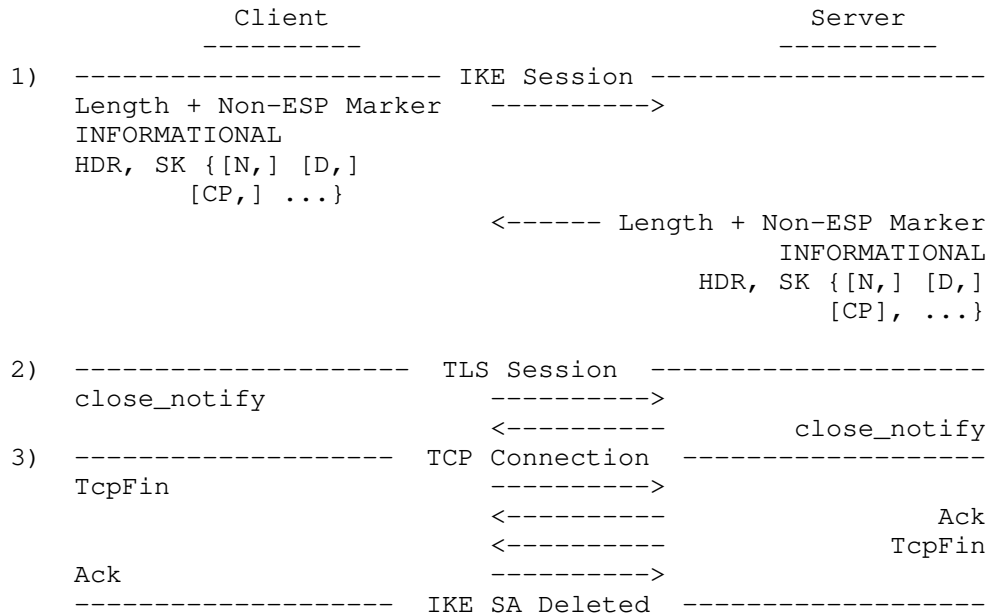 Client                              Server
            ----------                          ----------
1)  ----------------------- IKE Session ---------------------
    Length + Non-ESP Marker   ---------->
    INFORMATIONAL
    HDR, SK {[N,] [D,]
           [CP,] ...}
                              <------ Length + Non-ESP Marker
                                                INFORMATIONAL
                                           HDR, SK {[N,] [D,]
                                                   [CP], ...}
2)  ---------------------  TLS Session  ---------------------
    close_notify              ---------->
                              <----------        close_notify
3)  --------------------  TCP Connection  -------------------
    TcpFin                    ---------->
                              <----------                 Ack
                              <----------              TcpFin
    Ack                       ---------->
    --------------------  IKE SA Deleted  -------------------